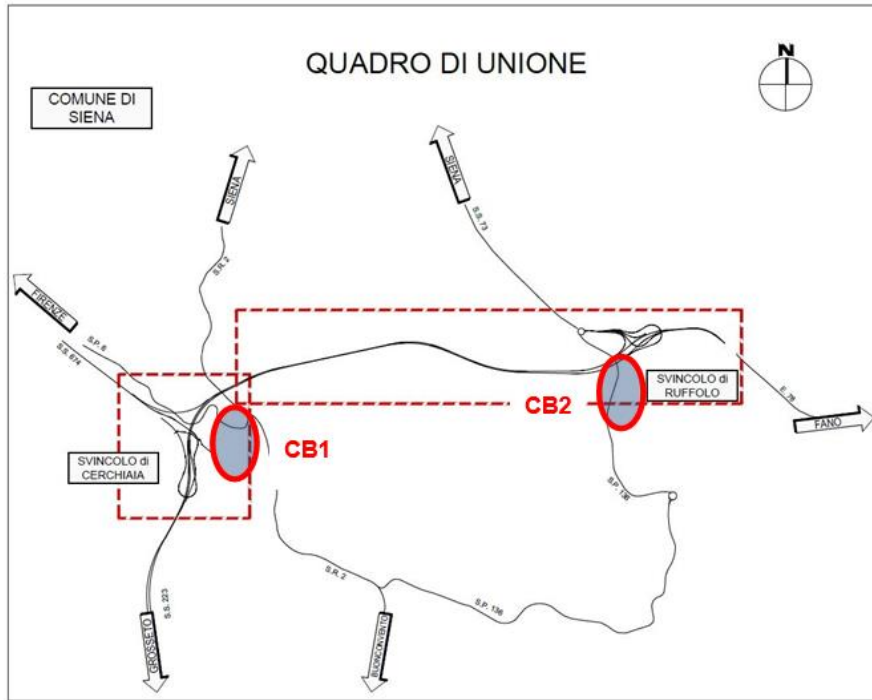 QUADRO DI UNIONE
N
COMUNE DI
SIENA
SIENA
SIENA
S.S. 73
S.R. 2
FIRENZE
S.P. 8
S.S. 674
SVINCOLO di
RUFFOLO
E. 78
FANO
CB2
CB1
SVINCOLO di
CERCHIAIA
S.P. 136
S.R. 2
S.P. 136
S.S. 223
GROSSETO
BUONCONVENTO